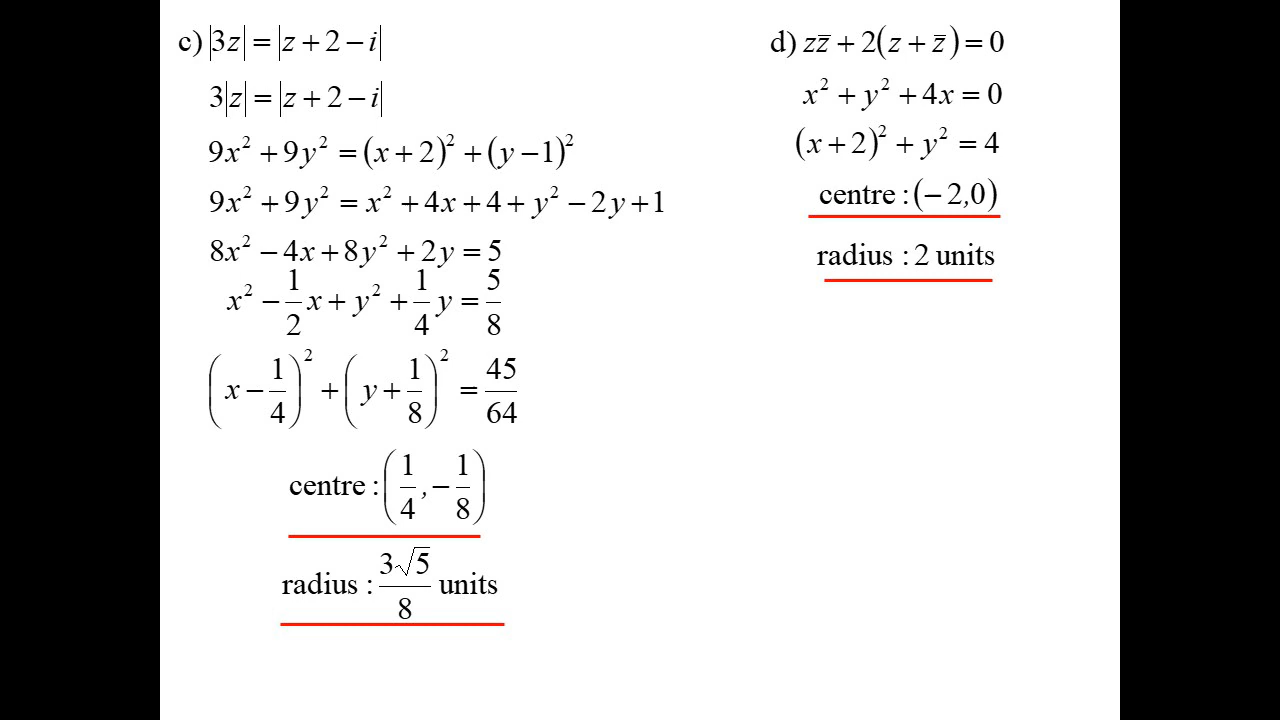 c) |3z| = |z + 2 − i|
3|z| = |z + 2 − i|
9x² + 9y² = (x + 2)² + (y − 1)²
9x² + 9y² = x² + 4x + 4 + y² − 2y + 1
8x² − 4x + 8y² + 2y = 5
x² − 1/2 x + y² + 1/4 y = 5/8
(x − 1/4)² + (y + 1/8)² = 45/64
centre : (1/4, − 1/8)
radius : 3√5/8 units
d) zz̄ + 2(z + z̄) = 0
x² + y² + 4x = 0
(x + 2)² + y² = 4
centre : (− 2,0)
radius : 2 units